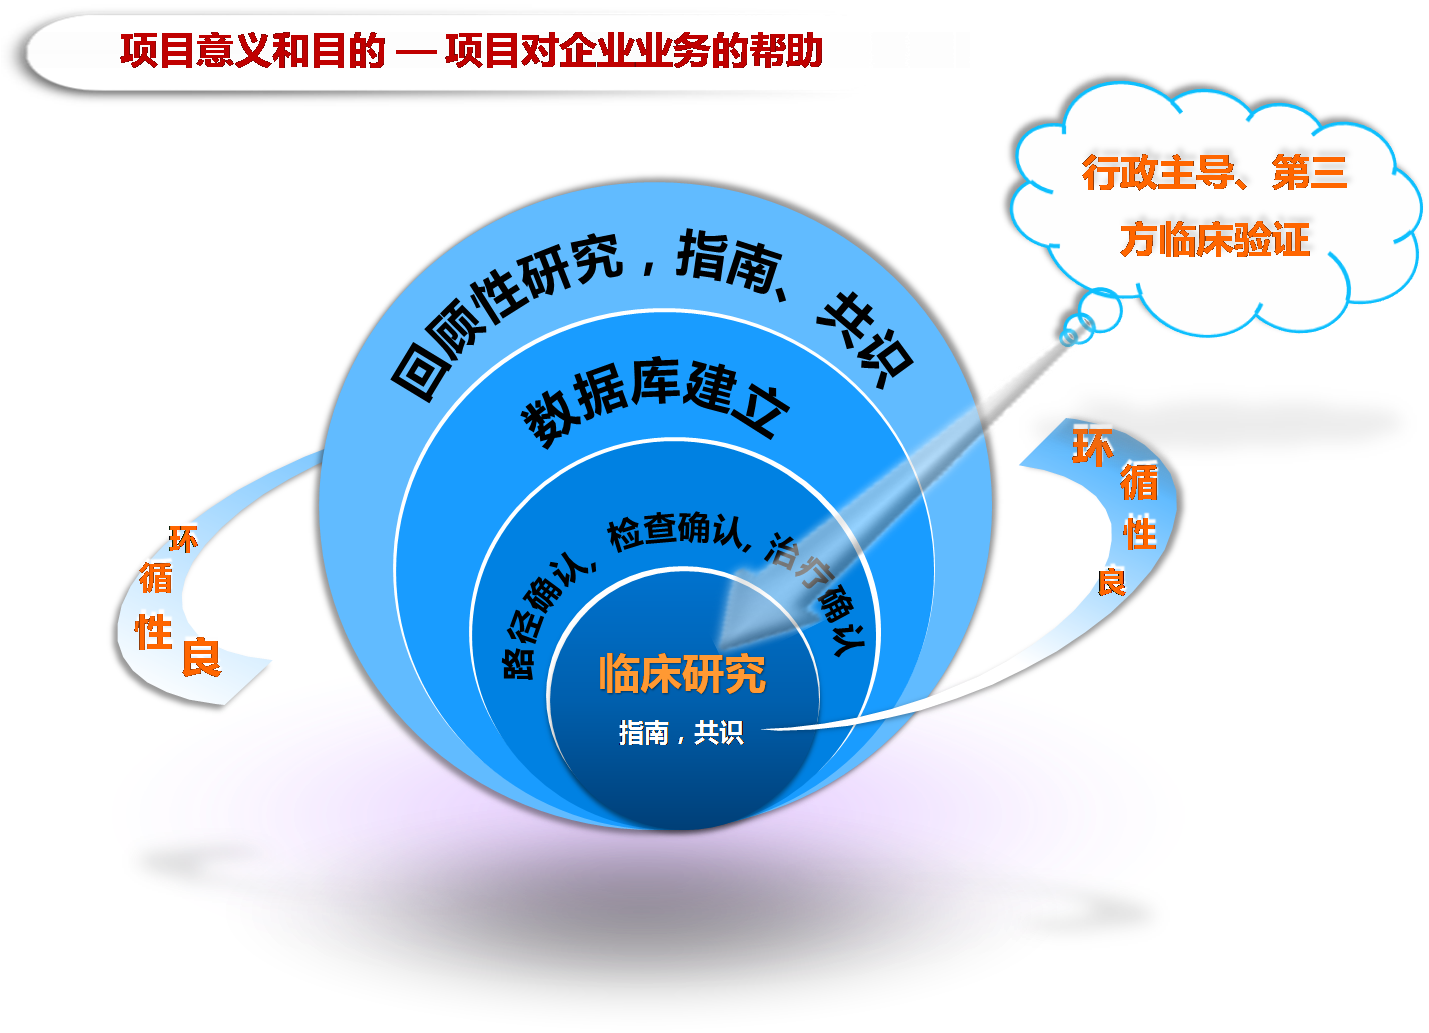 项目意义和目的 — 项目对企业业务的帮助
行政主导、第三
方临床验证
回顾性研究，指南、共识
数据库建立
路径确认, 检查确认, 治疗确认
临床研究
指南，共识
环
循
性
良
环
循
性
良